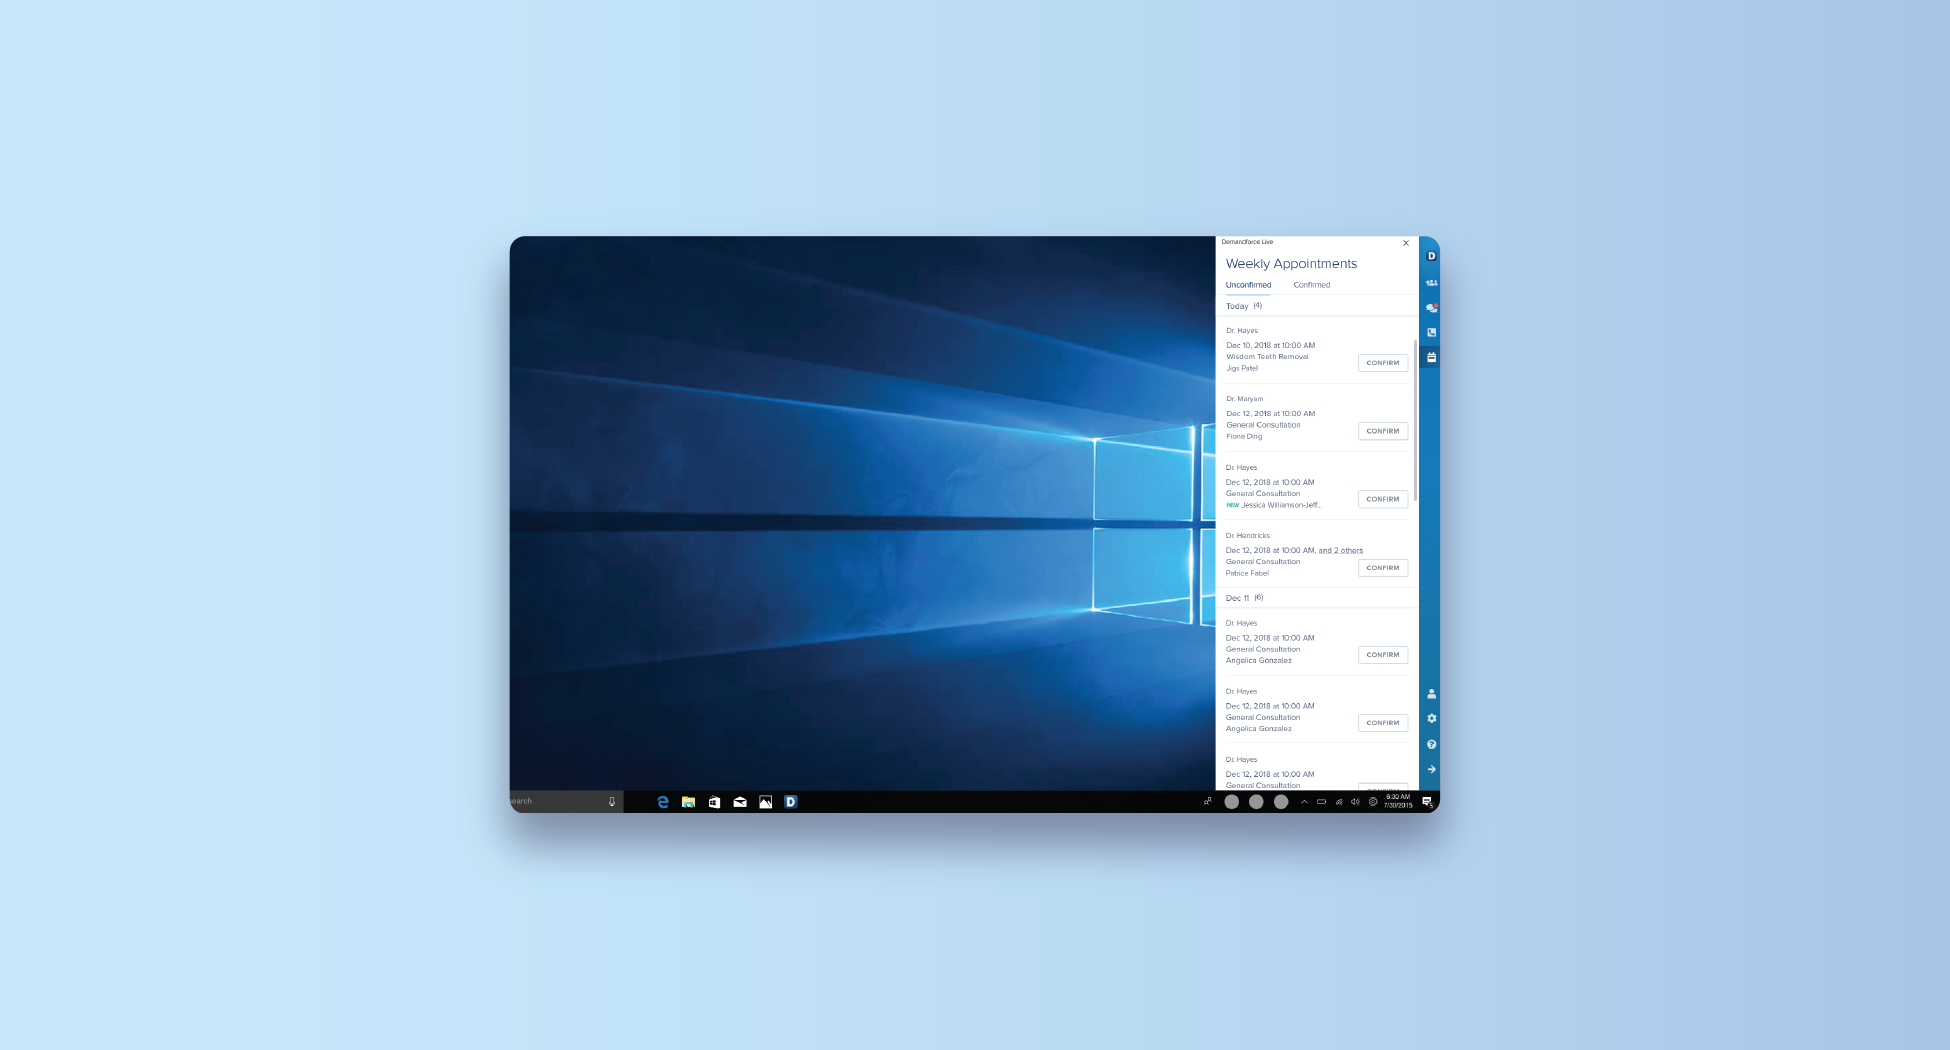 Demandforce Live
Weekly Appointments
Unconfirmed Confirmed
Today (4)
Dr. Hayes
Dec 10, 2018 at 10:00 AM
Wisdom Teeth Removal
Jigs Patel
CONFIRM
Dr. Maryam
Dec 12, 2018 at 10:00 AM
General Consultation
Fiona Ding
CONFIRM
Dr. Hayes
Dec 12, 2018 at 10:00 AM
General Consultation
NEW Jessica Williamson-Jeff...
CONFIRM
Dr. Hendricks
Dec 12, 2018 at 10:00 AM, and 2 others
General Consultation
Patrice Fabel
CONFIRM
Dec 11 (6)
Dr. Hayes
Dec 12, 2018 at 10:00 AM
General Consultation
Angelica Gonzalez
CONFIRM
Dr. Hayes
Dec 12, 2018 at 10:00 AM
General Consultation
Angelica Gonzalez
CONFIRM
Dr. Hayes
Dec 12, 2018 at 10:00 AM
General Consultation
CONFIRM
D
earch
D
6:30 AM
7/30/2015
5